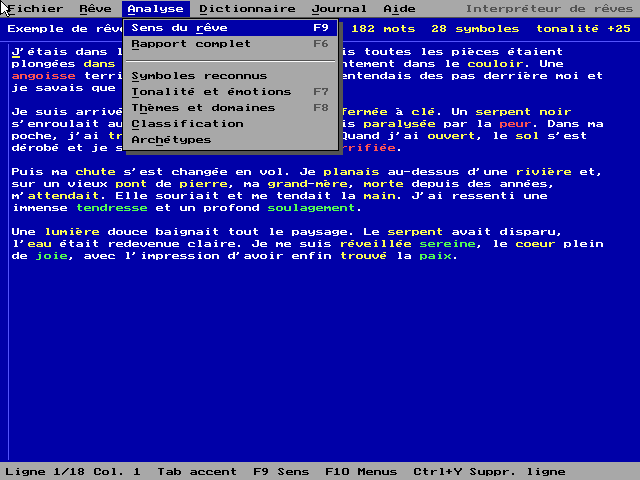 Fichier Rêve Analyse Dictionnaire Journal Aide Interpréteur de rêves
Exemple de rêve 182 mots 28 symboles tonalité +25
Sens du rêve F9
Rapport complet F6
Symboles reconnus
Tonalité et émotions F7
Thèmes et domaines F8
Classification
Archétypes
J'étais dans l is toutes les pièces étaient
plongées dans ntement dans le couloir. Une
angoisse terri entendais des pas derrière moi et
je savais que
Je suis arrivé fermée à clé. Un serpent noir
s'enroulait au is paralysée par la peur. Dans ma
poche, j'ai tr Quand j'ai ouvert, le sol s'est
dérobé et je s rrifiée.
Puis ma chute s'est changée en vol. Je planais au-dessus d'une rivière et,
sur un vieux pont de pierre, ma grand-mère, morte depuis des années,
m'attendait. Elle souriait et me tendait la main. J'ai ressenti une
immense tendresse et un profond soulagement.
Une lumière douce baignait tout le paysage. Le serpent avait disparu,
l'eau était redevenue claire. Je me suis réveillée sereine, le coeur plein
de joie, avec l'impression d'avoir enfin trouvé la paix.
Ligne 1/18 Col. 1 Tab accent F9 Sens F10 Menus Ctrl+Y Suppr. ligne